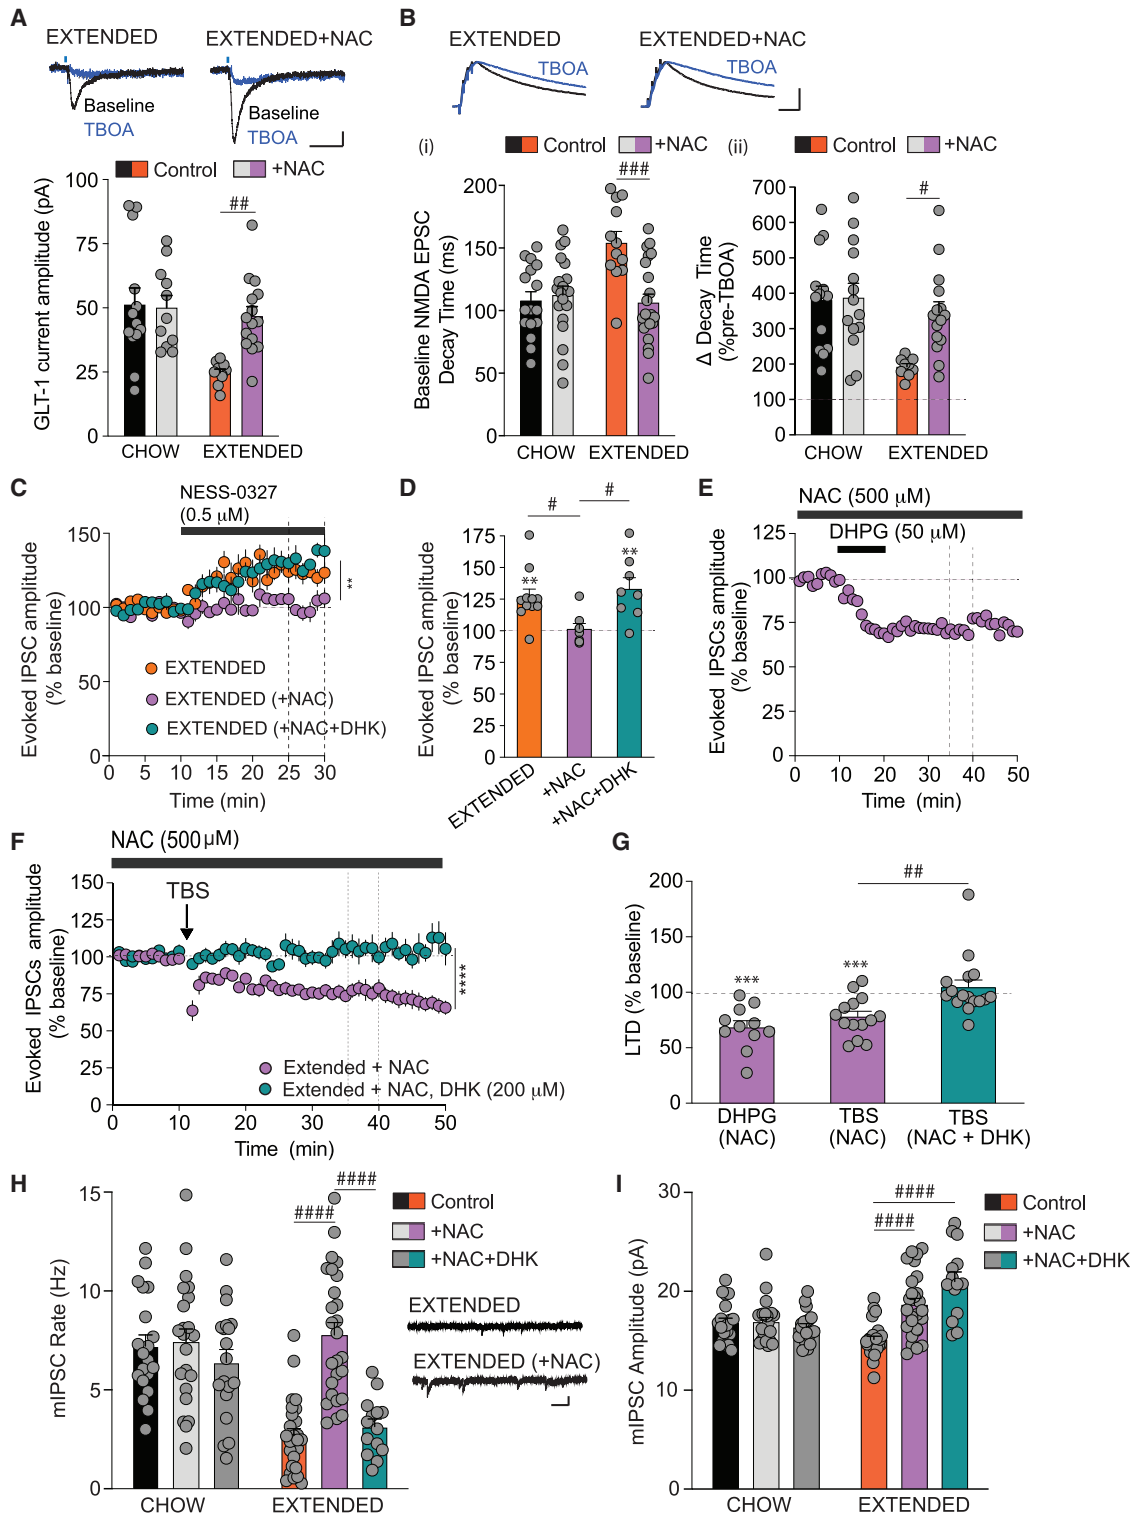 A
EXTENDED
EXTENDED+NAC
Baseline
TBOA
Baseline
TBOA
Control
+NAC
GLT-1 current amplitude (pA)
100
75
50
25
0
##
CHOW
EXTENDED
B
EXTENDED
EXTENDED+NAC
TBOA
TBOA
(i)
Control
+NAC
Baseline NMDA EPSC
Decay Time (ms)
200
150
100
50
0
###
CHOW
EXTENDED
(ii)
Control
+NAC
Δ Decay Time
(%pre-TBOA)
700
600
500
400
300
200
100
0
#
CHOW
EXTENDED
C
NESS-0327
(0.5 µM)
Evoked IPSC amplitude
(% baseline)
150
100
50
0
**
EXTENDED
EXTENDED (+NAC)
EXTENDED (+NAC+DHK)
0 5 10 15 20 25 30
Time (min)
D
Evoked IPSC amplitude
(% baseline)
175
150
125
100
75
50
25
0
#
#
**
**
EXTENDED
+NAC
+NAC+DHK
E
NAC (500 µM)
DHPG (50 µM)
Evoked IPSCs amplitude
(% baseline)
125
100
75
50
25
0
0 10 20 30 40 50
Time (min)
F
NAC (500 µM)
TBS
Evoked IPSCs amplitude
(% baseline)
150
125
100
75
50
25
0
****
Extended + NAC
Extended + NAC, DHK (200 µM)
0 10 20 30 40 50
Time (min)
G
LTD (% baseline)
200
150
100
50
0
##
***
***
DHPG
(NAC)
TBS
(NAC)
TBS
(NAC + DHK)
H
mIPSC Rate (Hz)
15
10
5
0
####
####
Control
+NAC
+NAC+DHK
EXTENDED
EXTENDED (+NAC)
CHOW
EXTENDED
I
mIPSC Amplitude (pA)
30
20
10
0
####
####
Control
+NAC
+NAC+DHK
CHOW
EXTENDED